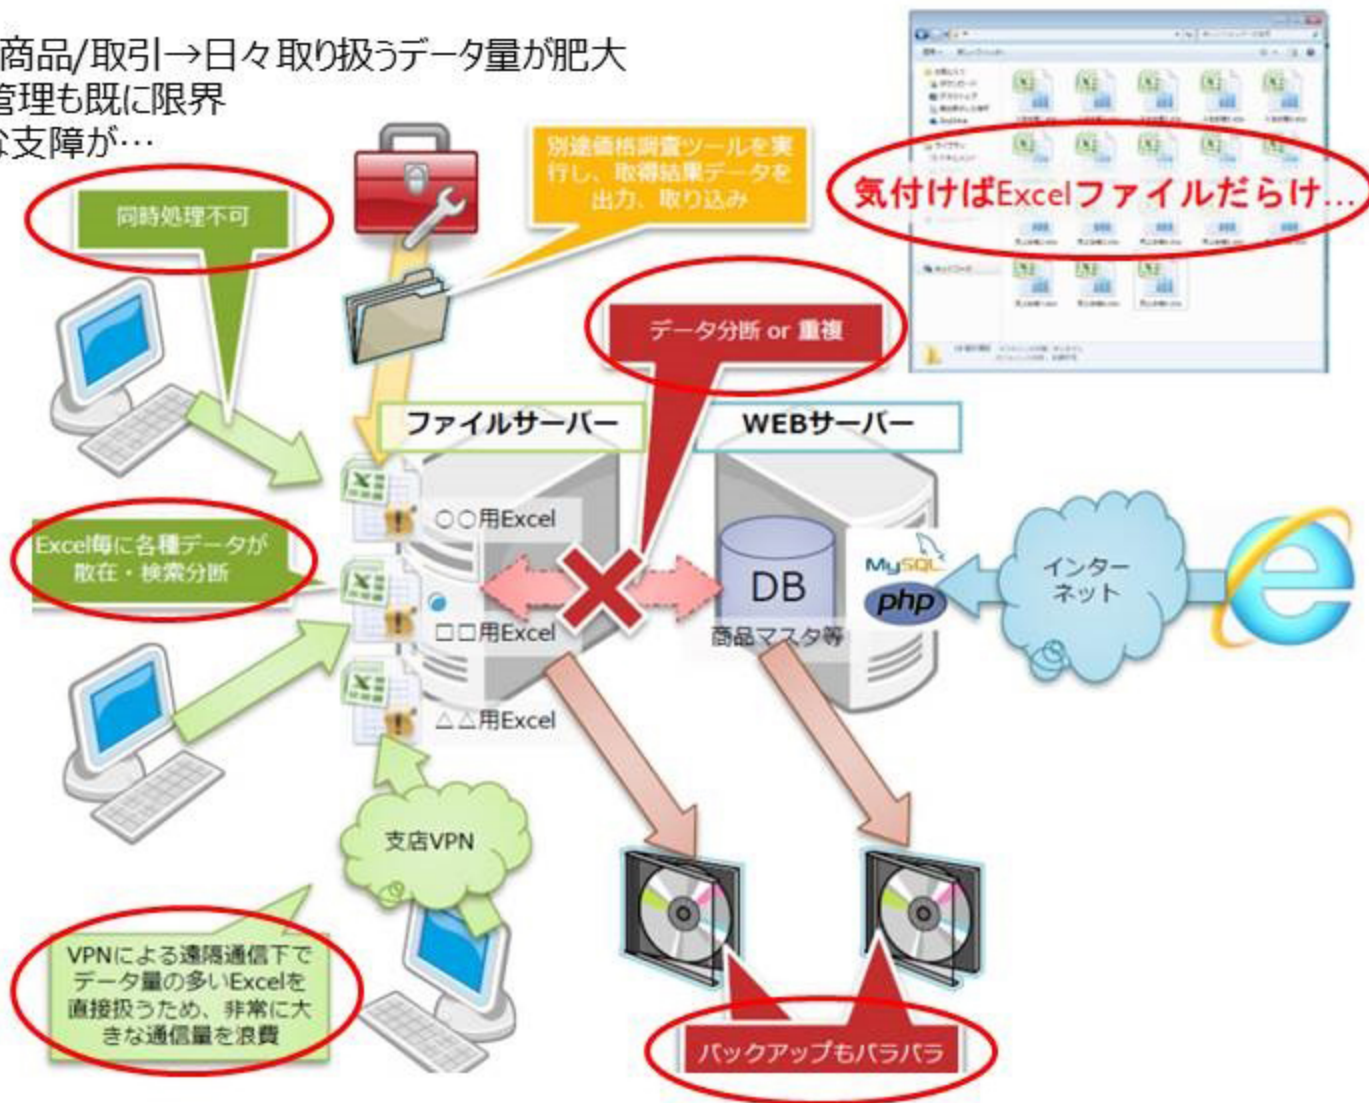 商品/取引→日々取り扱うデータ量が肥大
管理も既に限界
な支障が…
同時処理不可
別途価格調査ツールを実
行し、取得結果データを
出力、取り込み
気付けばExcelファイルだらけ…
データ分断 or 重複
ファイルサーバー
WEBサーバー
○○用Excel
Excel毎に各種データが
散在・検索分断
DB
MySQL
php
インター
ネット
□□用Excel
商品マスタ等
△△用Excel
支店VPN
VPNによる遠隔通信下で
データ量の多いExcelを
直接扱うため、非常に大
きな通信量を浪費
バックアップもバラバラ